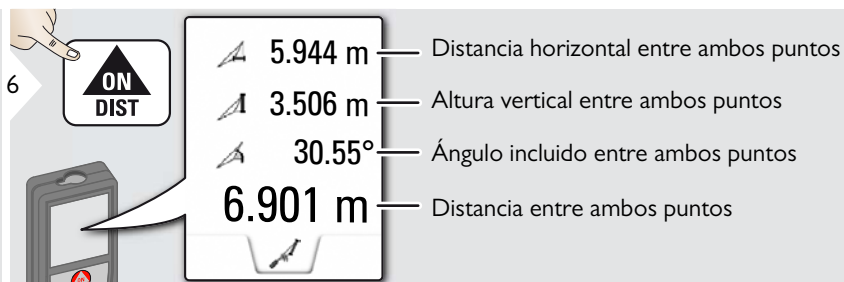 6
ON
DIST
5.944 m Distancia horizontal entre ambos puntos
3.506 m Altura vertical entre ambos puntos
30.55° Ángulo incluido entre ambos puntos
6.901 m Distancia entre ambos puntos
ON